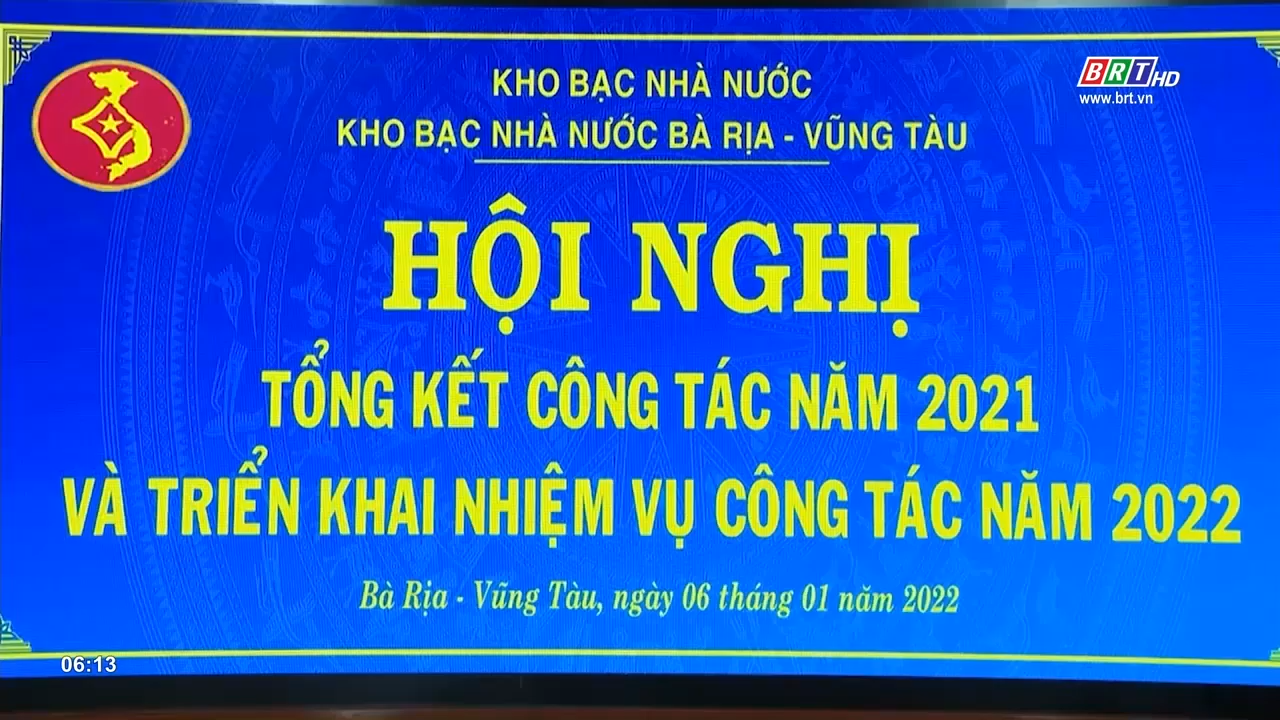 BRT HD
www.brt.vn
KHO BẠC NHÀ NƯỚC
KHO BẠC NHÀ NƯỚC BÀ RỊA - VŨNG TÀU
HỘI NGHỊ
TỔNG KẾT CÔNG TÁC NĂM 2021
VÀ TRIỂN KHAI NHIỆM VỤ CÔNG TÁC NĂM 2022
Bà Rịa - Vũng Tàu, ngày 06 tháng 01 năm 2022
06:13